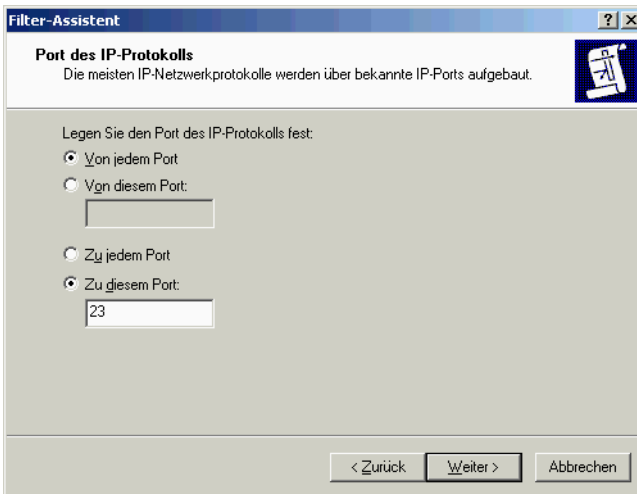 Filter-Assistent
Port des IP-Protokolls
Die meisten IP-Netzwerkprotokolle werden über bekannte IP-Ports aufgebaut.
Legen Sie den Port des IP-Protokolls fest:
Von jedem Port
Von diesem Port:
Zu jedem Port
Zu diesem Port:
23
< Zurück
Weiter >
Abbrechen